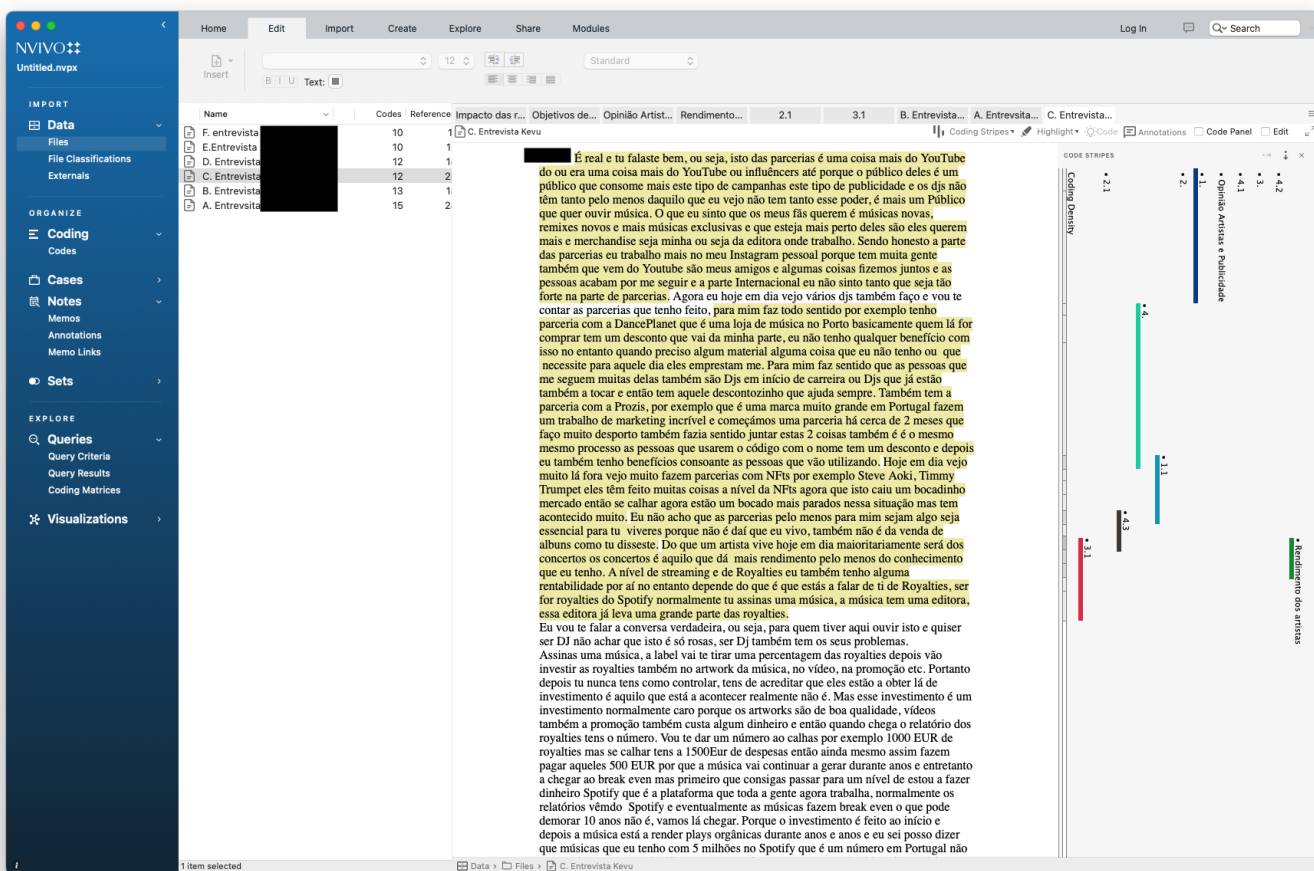 Home Edit Import Create Explore Share Modules Log In Search
NVIVO
Untitled.nvpx
Insert
12
Standard
B I U Text:
IMPORT
Data
Files
File Classifications
Externals
ORGANIZE
Coding
Codes
Cases
Notes
Memos
Annotations
Memo Links
Sets
EXPLORE
Queries
Query Criteria
Query Results
Coding Matrices
Visualizations
Name Codes Reference
F. entrevista 10 1
E.Entrevista 10 1
D. Entrevista 12 1
C. Entrevista 12 2
B. Entrevista 13 1
A. Entrevsita 15 2
1 item selected
Impacto das r... Objetivos de... Opinião Artist... Rendimento... 2.1 3.1 B. Entrevista... A. Entrevsita... C. Entrevista...
C. Entrevista Kevu Coding Stripes Highlight Code Annotations Code Panel Edit
É real e tu falaste bem, ou seja, isto das parcerias é uma coisa mais do YouTube
do ou era uma coisa mais do YouTube ou influêncers até porque o público deles é um
público que consome mais este tipo de campanhas este tipo de publicidade e os djs não
têm tanto pelo menos daquilo que eu vejo não tem tanto esse poder, é mais um Público
que quer ouvir música. O que eu sinto que os meus fãs querem é músicas novas,
remixes novos e mais músicas exclusivas e que esteja mais perto deles são eles querem
mais e merchandise seja minha ou seja da editora onde trabalho. Sendo honesto a parte
das parcerias eu trabalho mais no meu Instagram pessoal porque tem muita gente
também que vem do Youtube são meus amigos e algumas coisas fizemos juntos e as
pessoas acabam por me seguir e a parte Internacional eu não sinto tanto que seja tão
forte na parte de parcerias. Agora eu hoje em dia vejo vários djs também faço e vou te
contar as parcerias que tenho feito, para mim faz todo sentido por exemplo tenho
parceria com a DancePlanet que é uma loja de música no Porto basicamente quem lá for
comprar tem um desconto que vai da minha parte, eu não tenho qualquer benefício com
isso no entanto quando preciso algum material alguma coisa que eu não tenho ou que
necessite para aquele dia eles emprestam me. Para mim faz sentido que as pessoas que
me seguem muitas delas também são Djs em início de carreira ou Djs que já estão
também a tocar e então tem aquele descontozinho que ajuda sempre. Também tem a
parceria com a Prozis, por exemplo que é uma marca muito grande em Portugal fazem
um trabalho de marketing incrível e começámos uma parceria há cerca de 2 meses que
faço muito desporto também fazia sentido juntar estas 2 coisas também é é o mesmo
mesmo processo as pessoas que usarem o código com o nome tem um desconto e depois
eu também tenho benefícios consoante as pessoas que vão utilizando. Hoje em dia vejo
muito lá fora vejo muito fazem parcerias com NFTs por exemplo Steve Aoki, Timmy
Trumpet eles têm feito muitas coisas a nível da NFts agora que isto caiu um bocadinho
mercado então se calhar agora estão um bocado mais parados nessa situação mas tem
acontecido muito. Eu não acho que as parcerias pelo menos para mim sejam algo seja
essencial para tu viveres porque não é daí que eu vivo, também não é da venda de
albuns como tu disseste. Do que um artista vive hoje em dia maioritariamente será dos
concertos os concertos é aquilo que dá mais rendimento pelo menos do conhecimento
que eu tenho. A nível de streaming e de Royalties eu também tenho alguma
rentabilidade por aí no entanto depende do que é que estás a falar de ti de Royalties, ser
for royalties do Spotify normalmente tu assinas uma música, a música tem uma editora,
essa editora já leva uma grande parte das royalties.
Eu vou te falar a conversa verdadeira, ou seja, para quem tiver aqui ouvir isto e quiser
ser DJ não achar que isto é só rosas, ser Dj também tem os seus problemas.
Assinas uma música, a label vai te tirar uma percentagem das royalties depois vão
investir as royalties também no artwork da música, no vídeo, na promoção etc. Portanto
depois tu nunca tens como controlar, tens de acreditar que eles estão a obter lá de
investimento é aquilo que está a acontecer realmente não é. Mas esse investimento é um
investimento normalmente caro porque os artworks são de boa qualidade, vídeos
também a promoção também custa algum dinheiro e então quando chega o relatório dos
royalties tens o número. Vou te dar um número ao calhas por exemplo 1000 EUR de
royalties mas se calhar tens a 1500Eur de despesas então ainda mesmo assim fazem
pagar aqueles 500 EUR por que a música vai continuar a gerar durante anos e entretanto
a chegar ao break even mas primeiro que consigas passar para um nível de estou a fazer
dinheiro Spotify que é a plataforma que toda a gente agora trabalha, normalmente os
relatórios vêmdo Spotify e eventualmente as músicas fazem break even o que pode
demorar 10 anos não é, vamos lá chegar. Porque o investimento é feito ao início e
depois a música está a render plays orgânicas durante anos e anos e eu sei posso dizer
que músicas que eu tenho com 5 milhões no Spotify que é um número em Portugal não
CODE STRIPES
Coding Density
2.1
2.
1.
Opinião Artistas e Publicidade
4.1
3.
4.2
4.
1.1
4.3
3.1
Rendimento dos artistas
Data > Files > C. Entrevista Kevu